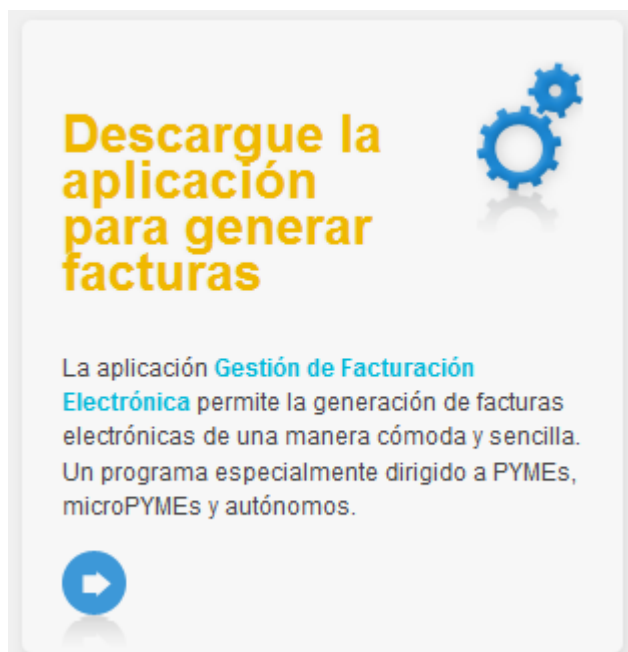 Descargue la
aplicación
para generar
facturas
La aplicación Gestión de Facturación
Electrónica permite la generación de facturas
electrónicas de una manera cómoda y sencilla.
Un programa especialmente dirigido a PYMEs,
microPYMEs y autónomos.